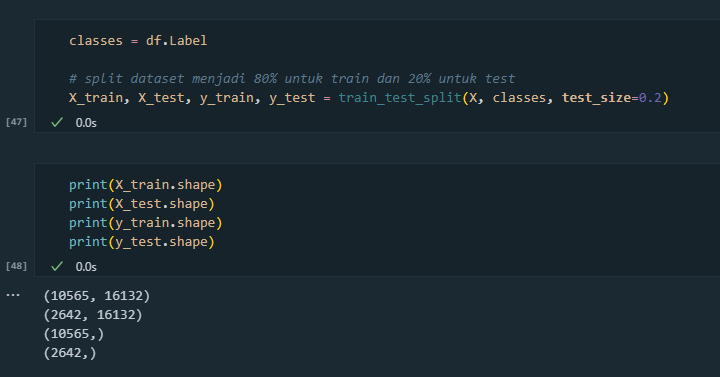 classes = df.Label
# split dataset menjadi 80% untuk train dan 20% untuk test
X_train, X_test, y_train, y_test = train_test_split(X, classes, test_size=0.2)
[47]
✓ 0.0s
print(X_train.shape)
print(X_test.shape)
print(y_train.shape)
print(y_test.shape)
[48]
✓ 0.0s
...
(10565, 16132)
(2642, 16132)
(10565,)
(2642,)